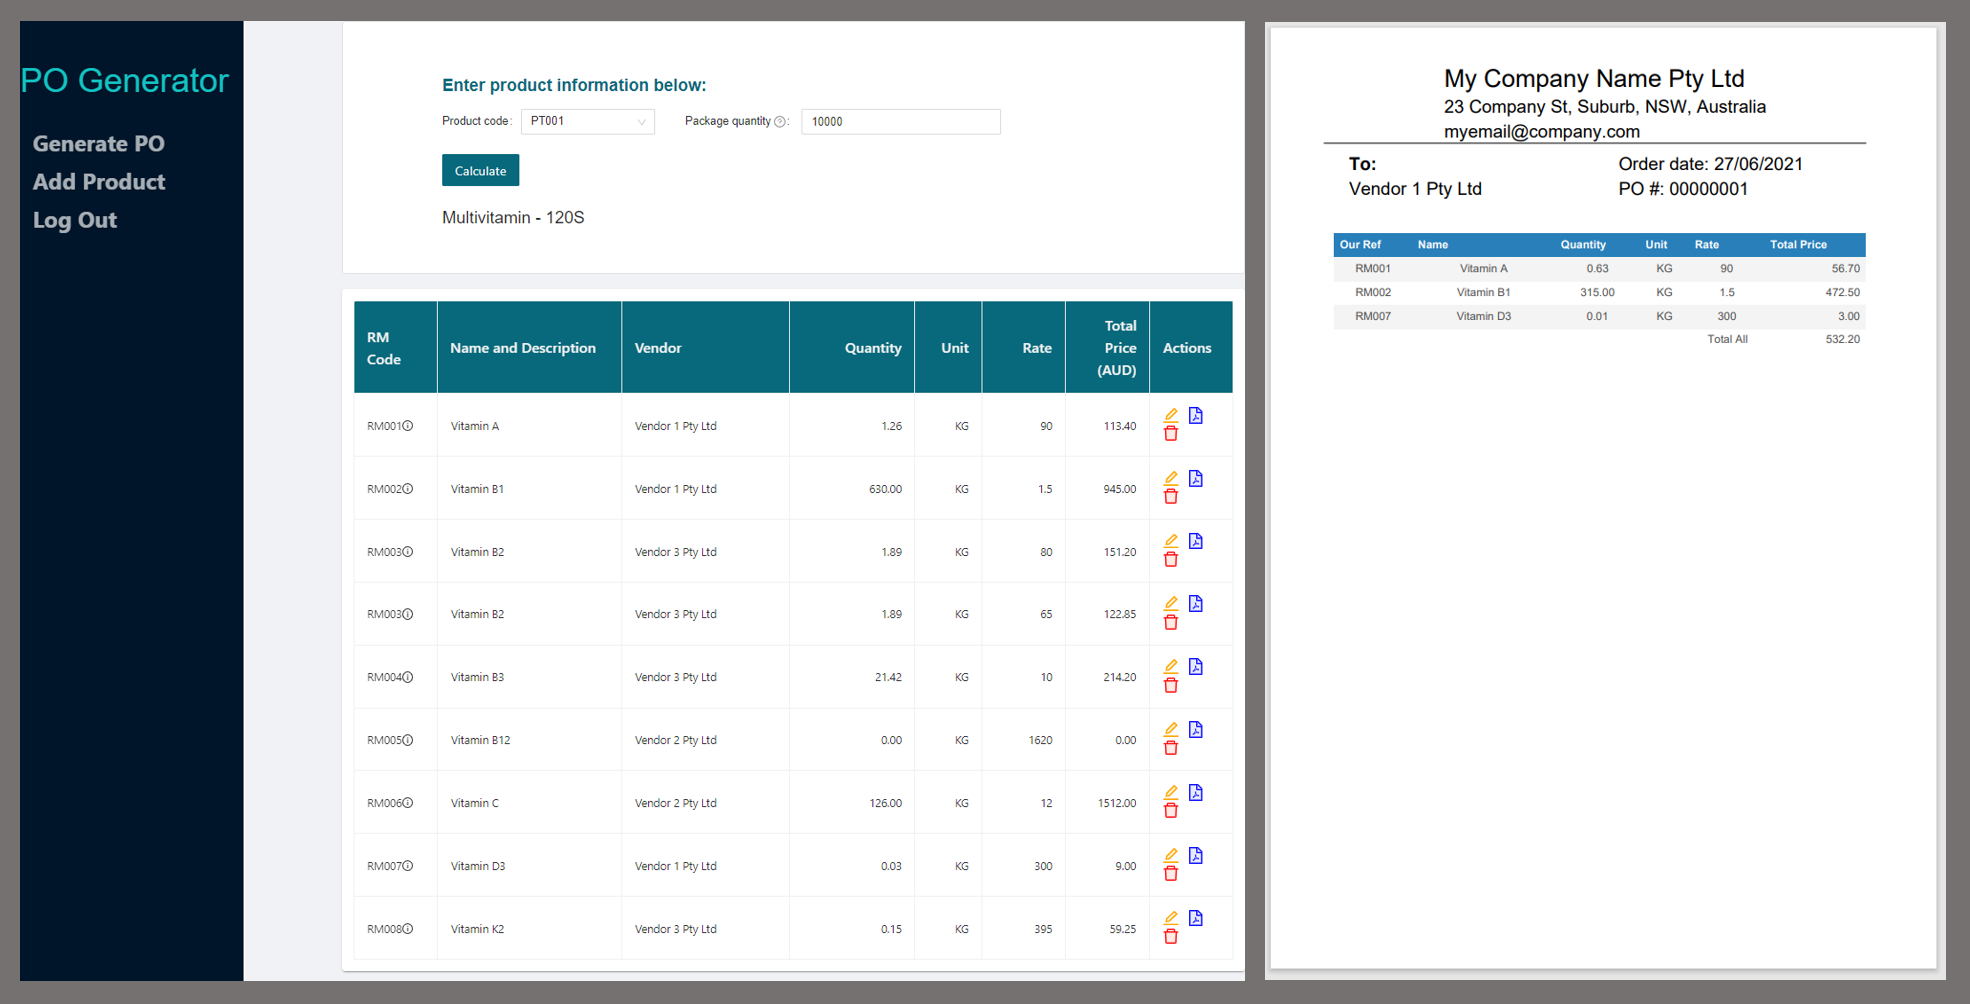 PO Generator
Generate PO
Add Product
Log Out
Enter product information below:
Product code: PT001 Package quantity ?: 10000
Calculate
Multivitamin - 120S
RM Code Name and Description Vendor Quantity Unit Rate Total Price (AUD) Actions
RM001 Vitamin A Vendor 1 Pty Ltd 1.26 KG 90 113.40
RM002 Vitamin B1 Vendor 1 Pty Ltd 630.00 KG 1.5 945.00
RM003 Vitamin B2 Vendor 3 Pty Ltd 1.89 KG 80 151.20
RM003 Vitamin B2 Vendor 3 Pty Ltd 1.89 KG 65 122.85
RM004 Vitamin B3 Vendor 3 Pty Ltd 21.42 KG 10 214.20
RM005 Vitamin B12 Vendor 2 Pty Ltd 0.00 KG 1620 0.00
RM006 Vitamin C Vendor 2 Pty Ltd 126.00 KG 12 1512.00
RM007 Vitamin D3 Vendor 1 Pty Ltd 0.03 KG 300 9.00
RM008 Vitamin K2 Vendor 3 Pty Ltd 0.15 KG 395 59.25
My Company Name Pty Ltd
23 Company St, Suburb, NSW, Australia
myemail@company.com
To: Order date: 27/06/2021
Vendor 1 Pty Ltd PO #: 00000001
Our Ref Name Quantity Unit Rate Total Price
RM001 Vitamin A 0.63 KG 90 56.70
RM002 Vitamin B1 315.00 KG 1.5 472.50
RM007 Vitamin D3 0.01 KG 300 3.00
Total All 532.20